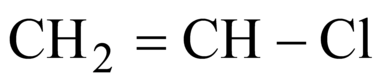 CH₂ = CH − Cl